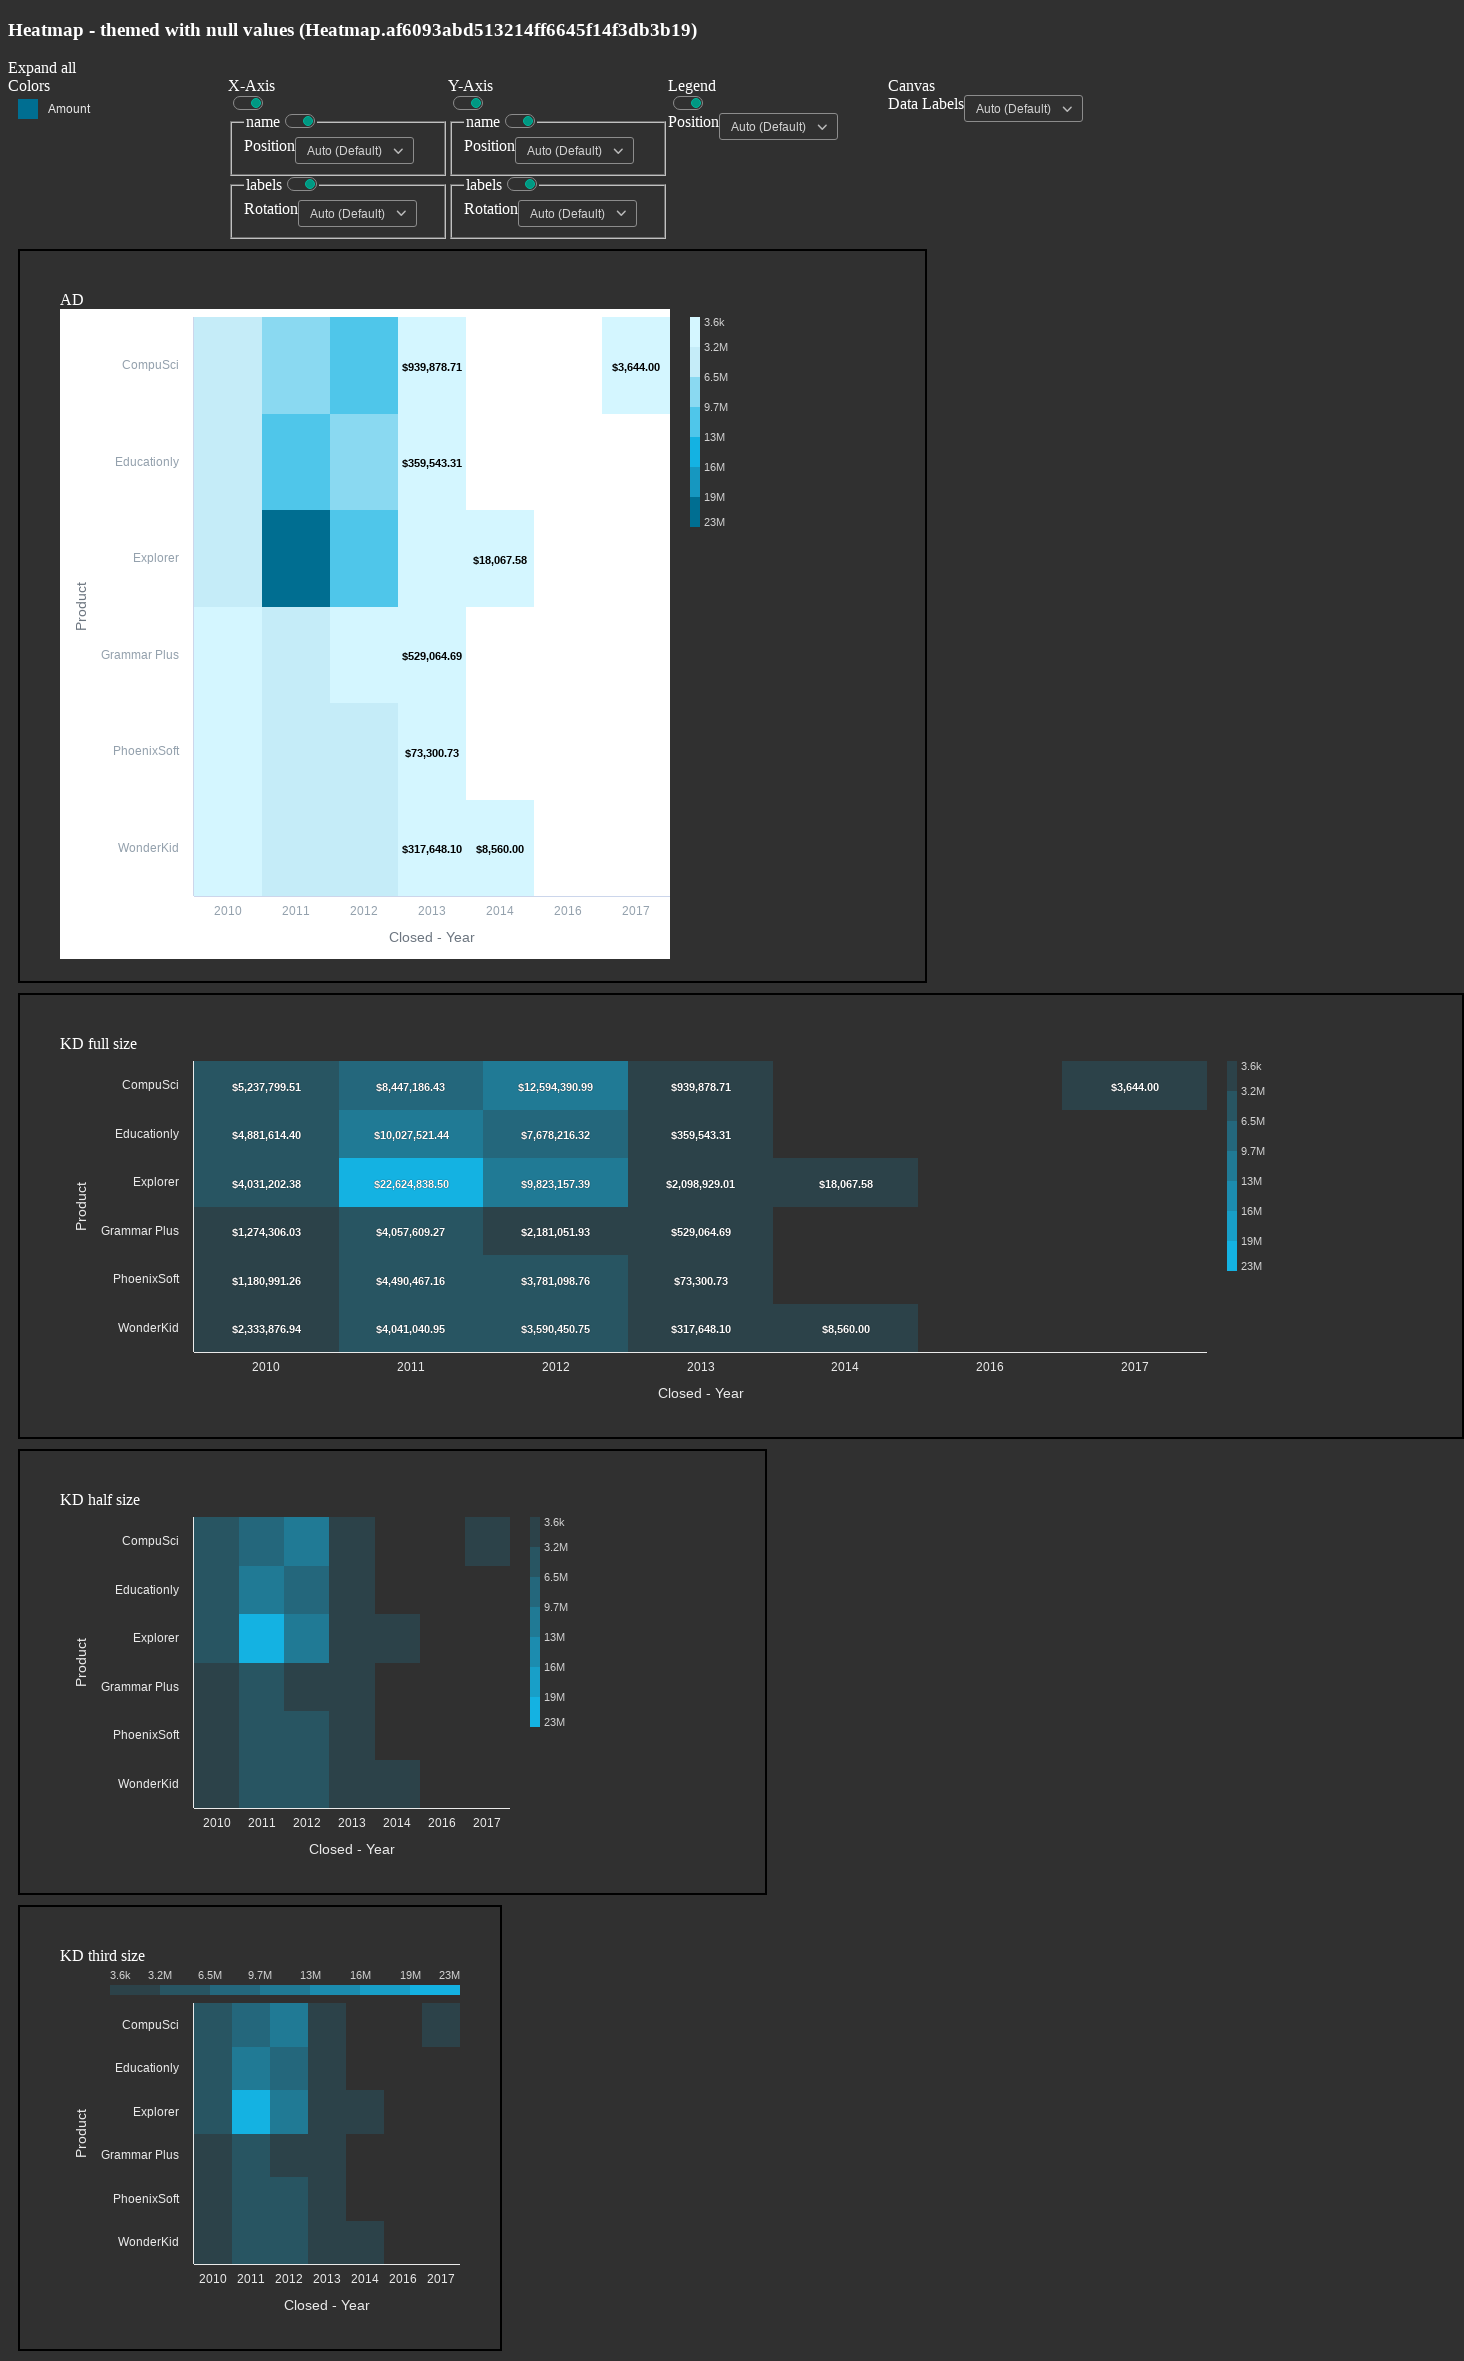 Heatmap - themed with null values (Heatmap.af6093abd513214ff6645f14f3db3b19)
Expand all
Colors
Amount
X-Axis
name
Position Auto (Default)
labels
Rotation Auto (Default)
Y-Axis
name
Position Auto (Default)
labels
Rotation Auto (Default)
Legend
Position Auto (Default)
Canvas
Data Labels Auto (Default)
AD
CompuSci $939,878.71 $3,644.00
Educationly $359,543.31
Explorer $18,067.58
Product
Grammar Plus $529,064.69
PhoenixSoft $73,300.73
WonderKid $317,648.10 $8,560.00
2010 2011 2012 2013 2014 2016 2017
Closed - Year
3.6k
3.2M
6.5M
9.7M
13M
16M
19M
23M
KD full size
CompuSci $5,237,799.51 $8,447,186.43 $12,594,390.99 $939,878.71 $3,644.00
Educationly $4,881,614.40 $10,027,521.44 $7,678,216.32 $359,543.31
Explorer $4,031,202.38 $22,624,838.50 $9,823,157.39 $2,098,929.01 $18,067.58
Product
Grammar Plus $1,274,306.03 $4,057,609.27 $2,181,051.93 $529,064.69
PhoenixSoft $1,180,991.26 $4,490,467.16 $3,781,098.76 $73,300.73
WonderKid $2,333,876.94 $4,041,040.95 $3,590,450.75 $317,648.10 $8,560.00
2010 2011 2012 2013 2014 2016 2017
Closed - Year
3.6k
3.2M
6.5M
9.7M
13M
16M
19M
23M
KD half size
CompuSci
Educationly
Explorer
Product
Grammar Plus
PhoenixSoft
WonderKid
2010 2011 2012 2013 2014 2016 2017
Closed - Year
3.6k
3.2M
6.5M
9.7M
13M
16M
19M
23M
KD third size
3.6k 3.2M 6.5M 9.7M 13M 16M 19M 23M
CompuSci
Educationly
Explorer
Product
Grammar Plus
PhoenixSoft
WonderKid
2010 2011 2012 2013 2014 2016 2017
Closed - Year